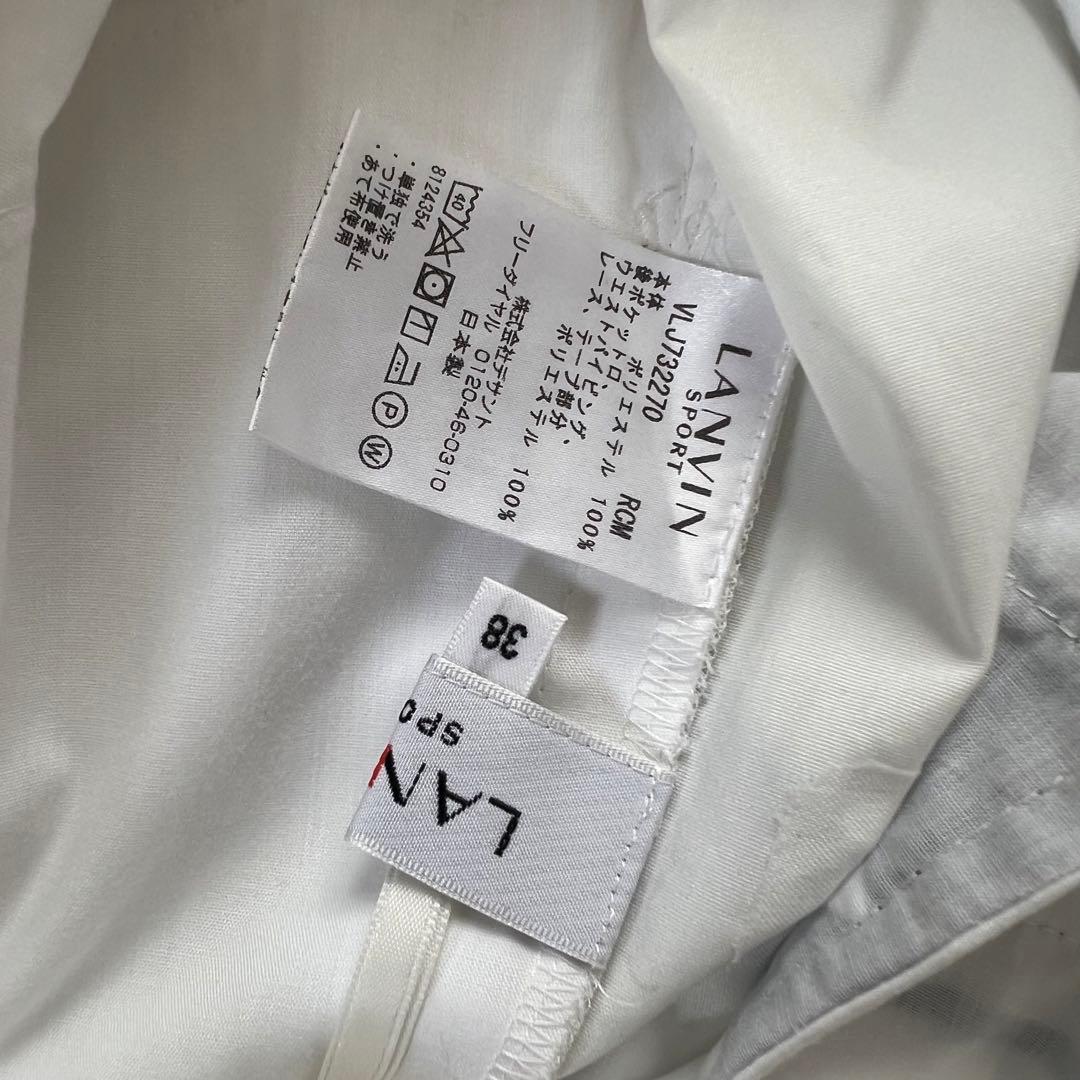 LANVIN
SPORT
VLJ732270 RCM
本体 ポリエステル 100%
後ポケット口、
ウエストパイピング、
レース、テープ部分
ポリエステル 100%
株式会社デサント
フリーダイヤル 0120-46-0310
日本製
40
P
W
8124354
・単独で洗う
・つけ置き禁止
・あて布使用
38
LAN
SPO